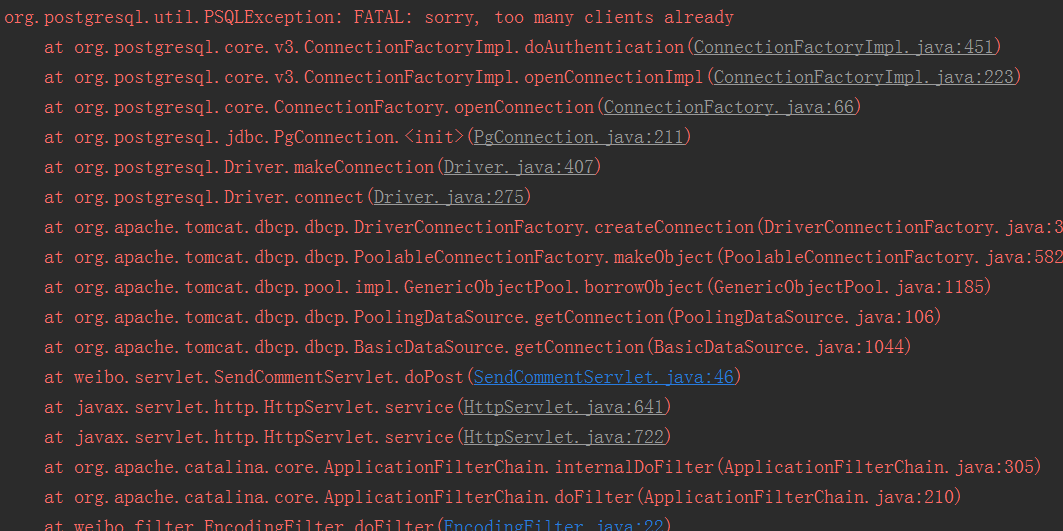 org.postgresql.util.PSQLException: FATAL: sorry, too many clients already
at org.postgresql.core.v3.ConnectionFactoryImpl.doAuthentication(ConnectionFactoryImpl.java:451)
at org.postgresql.core.v3.ConnectionFactoryImpl.openConnectionImpl(ConnectionFactoryImpl.java:223)
at org.postgresql.core.ConnectionFactory.openConnection(ConnectionFactory.java:66)
at org.postgresql.jdbc.PgConnection.<init>(PgConnection.java:211)
at org.postgresql.Driver.makeConnection(Driver.java:407)
at org.postgresql.Driver.connect(Driver.java:275)
at org.apache.tomcat.dbcp.dbcp.DriverConnectionFactory.createConnection(DriverConnectionFactory.java:3
at org.apache.tomcat.dbcp.dbcp.PoolableConnectionFactory.makeObject(PoolableConnectionFactory.java:582
at org.apache.tomcat.dbcp.pool.impl.GenericObjectPool.borrowObject(GenericObjectPool.java:1185)
at org.apache.tomcat.dbcp.dbcp.PoolingDataSource.getConnection(PoolingDataSource.java:106)
at org.apache.tomcat.dbcp.dbcp.BasicDataSource.getConnection(BasicDataSource.java:1044)
at weibo.servlet.SendCommentServlet.doPost(SendCommentServlet.java:46)
at javax.servlet.http.HttpServlet.service(HttpServlet.java:641)
at javax.servlet.http.HttpServlet.service(HttpServlet.java:722)
at org.apache.catalina.core.ApplicationFilterChain.internalDoFilter(ApplicationFilterChain.java:305)
at org.apache.catalina.core.ApplicationFilterChain.doFilter(ApplicationFilterChain.java:210)
at weibo.filter.EncodingFilter.doFilter(EncodingFilter.java:22)